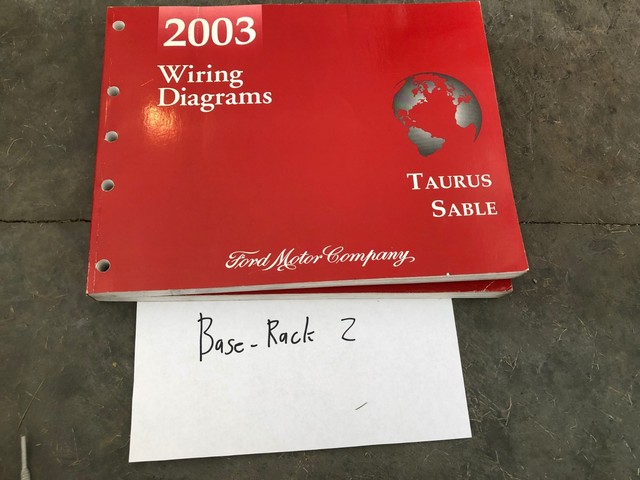 2003
Wiring
Diagrams
TAURUS
SABLE
Ford Motor Company
Base-Rack 2